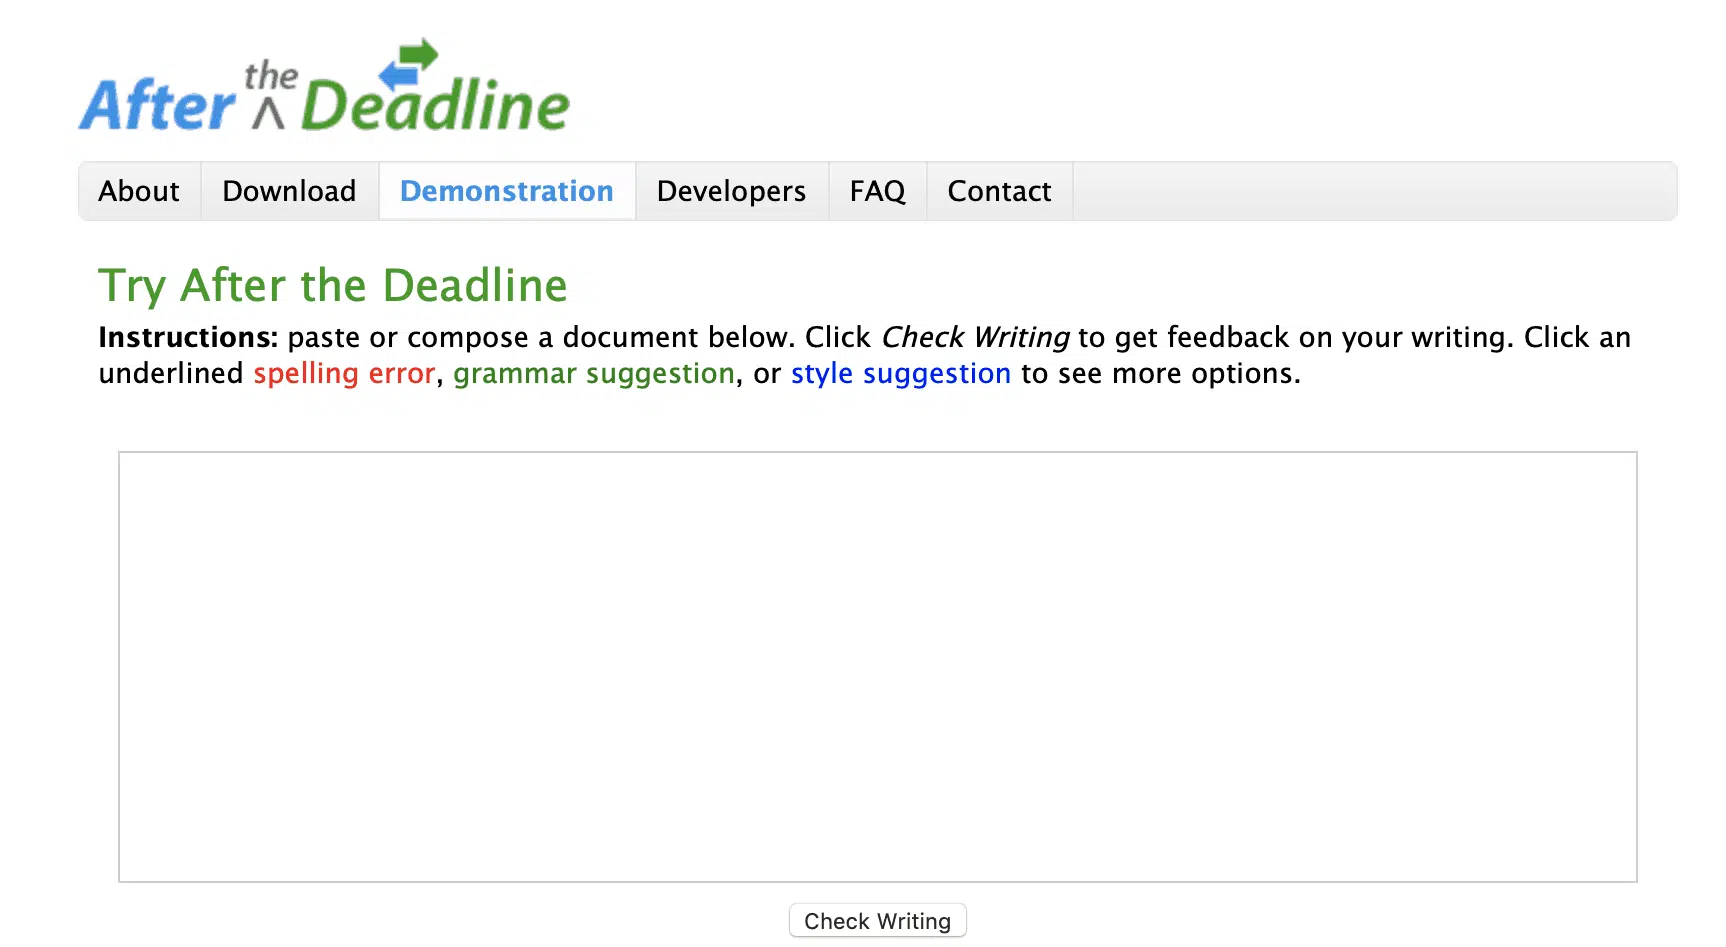 After the Deadline
About Download Demonstration Developers FAQ Contact
Try After the Deadline
Instructions: paste or compose a document below. Click Check Writing to get feedback on your writing. Click an
underlined spelling error, grammar suggestion, or style suggestion to see more options.
Check Writing